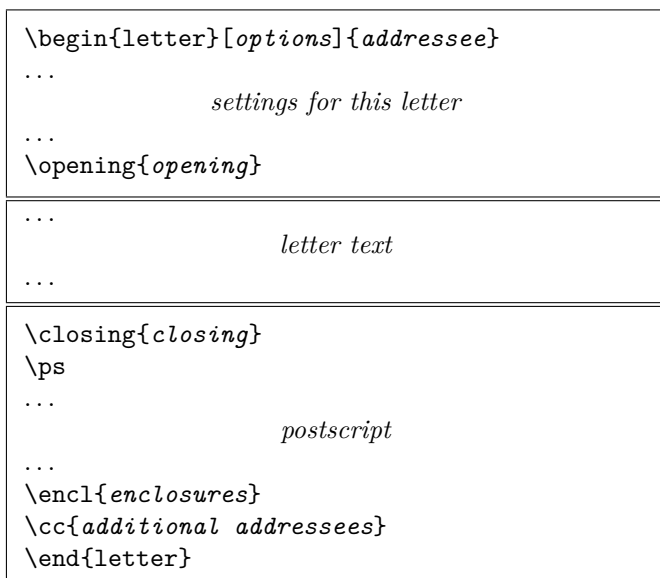 \begin{letter}[options]{addressee}
...
settings for this letter
...
\opening{opening}
...
letter text
...
\closing{closing}
\ps
...
postscript
...
\encl{enclosures}
\cc{additional addressees}
\end{letter}